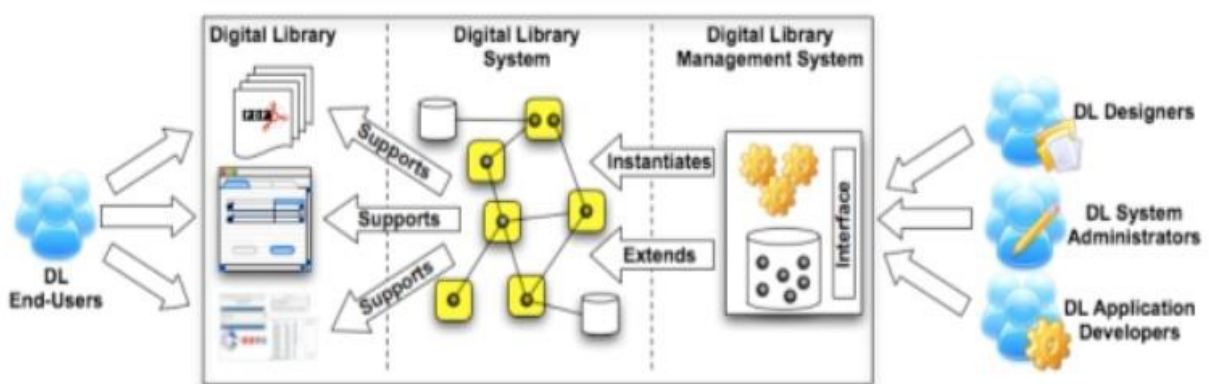 Digital Library
Digital Library
System
Digital Library
Management System
DL
End-Users
Supports
Supports
Supports
Instantiates
Extends
Interface
DL Designers
DL System
Administrators
DL Application
Developers